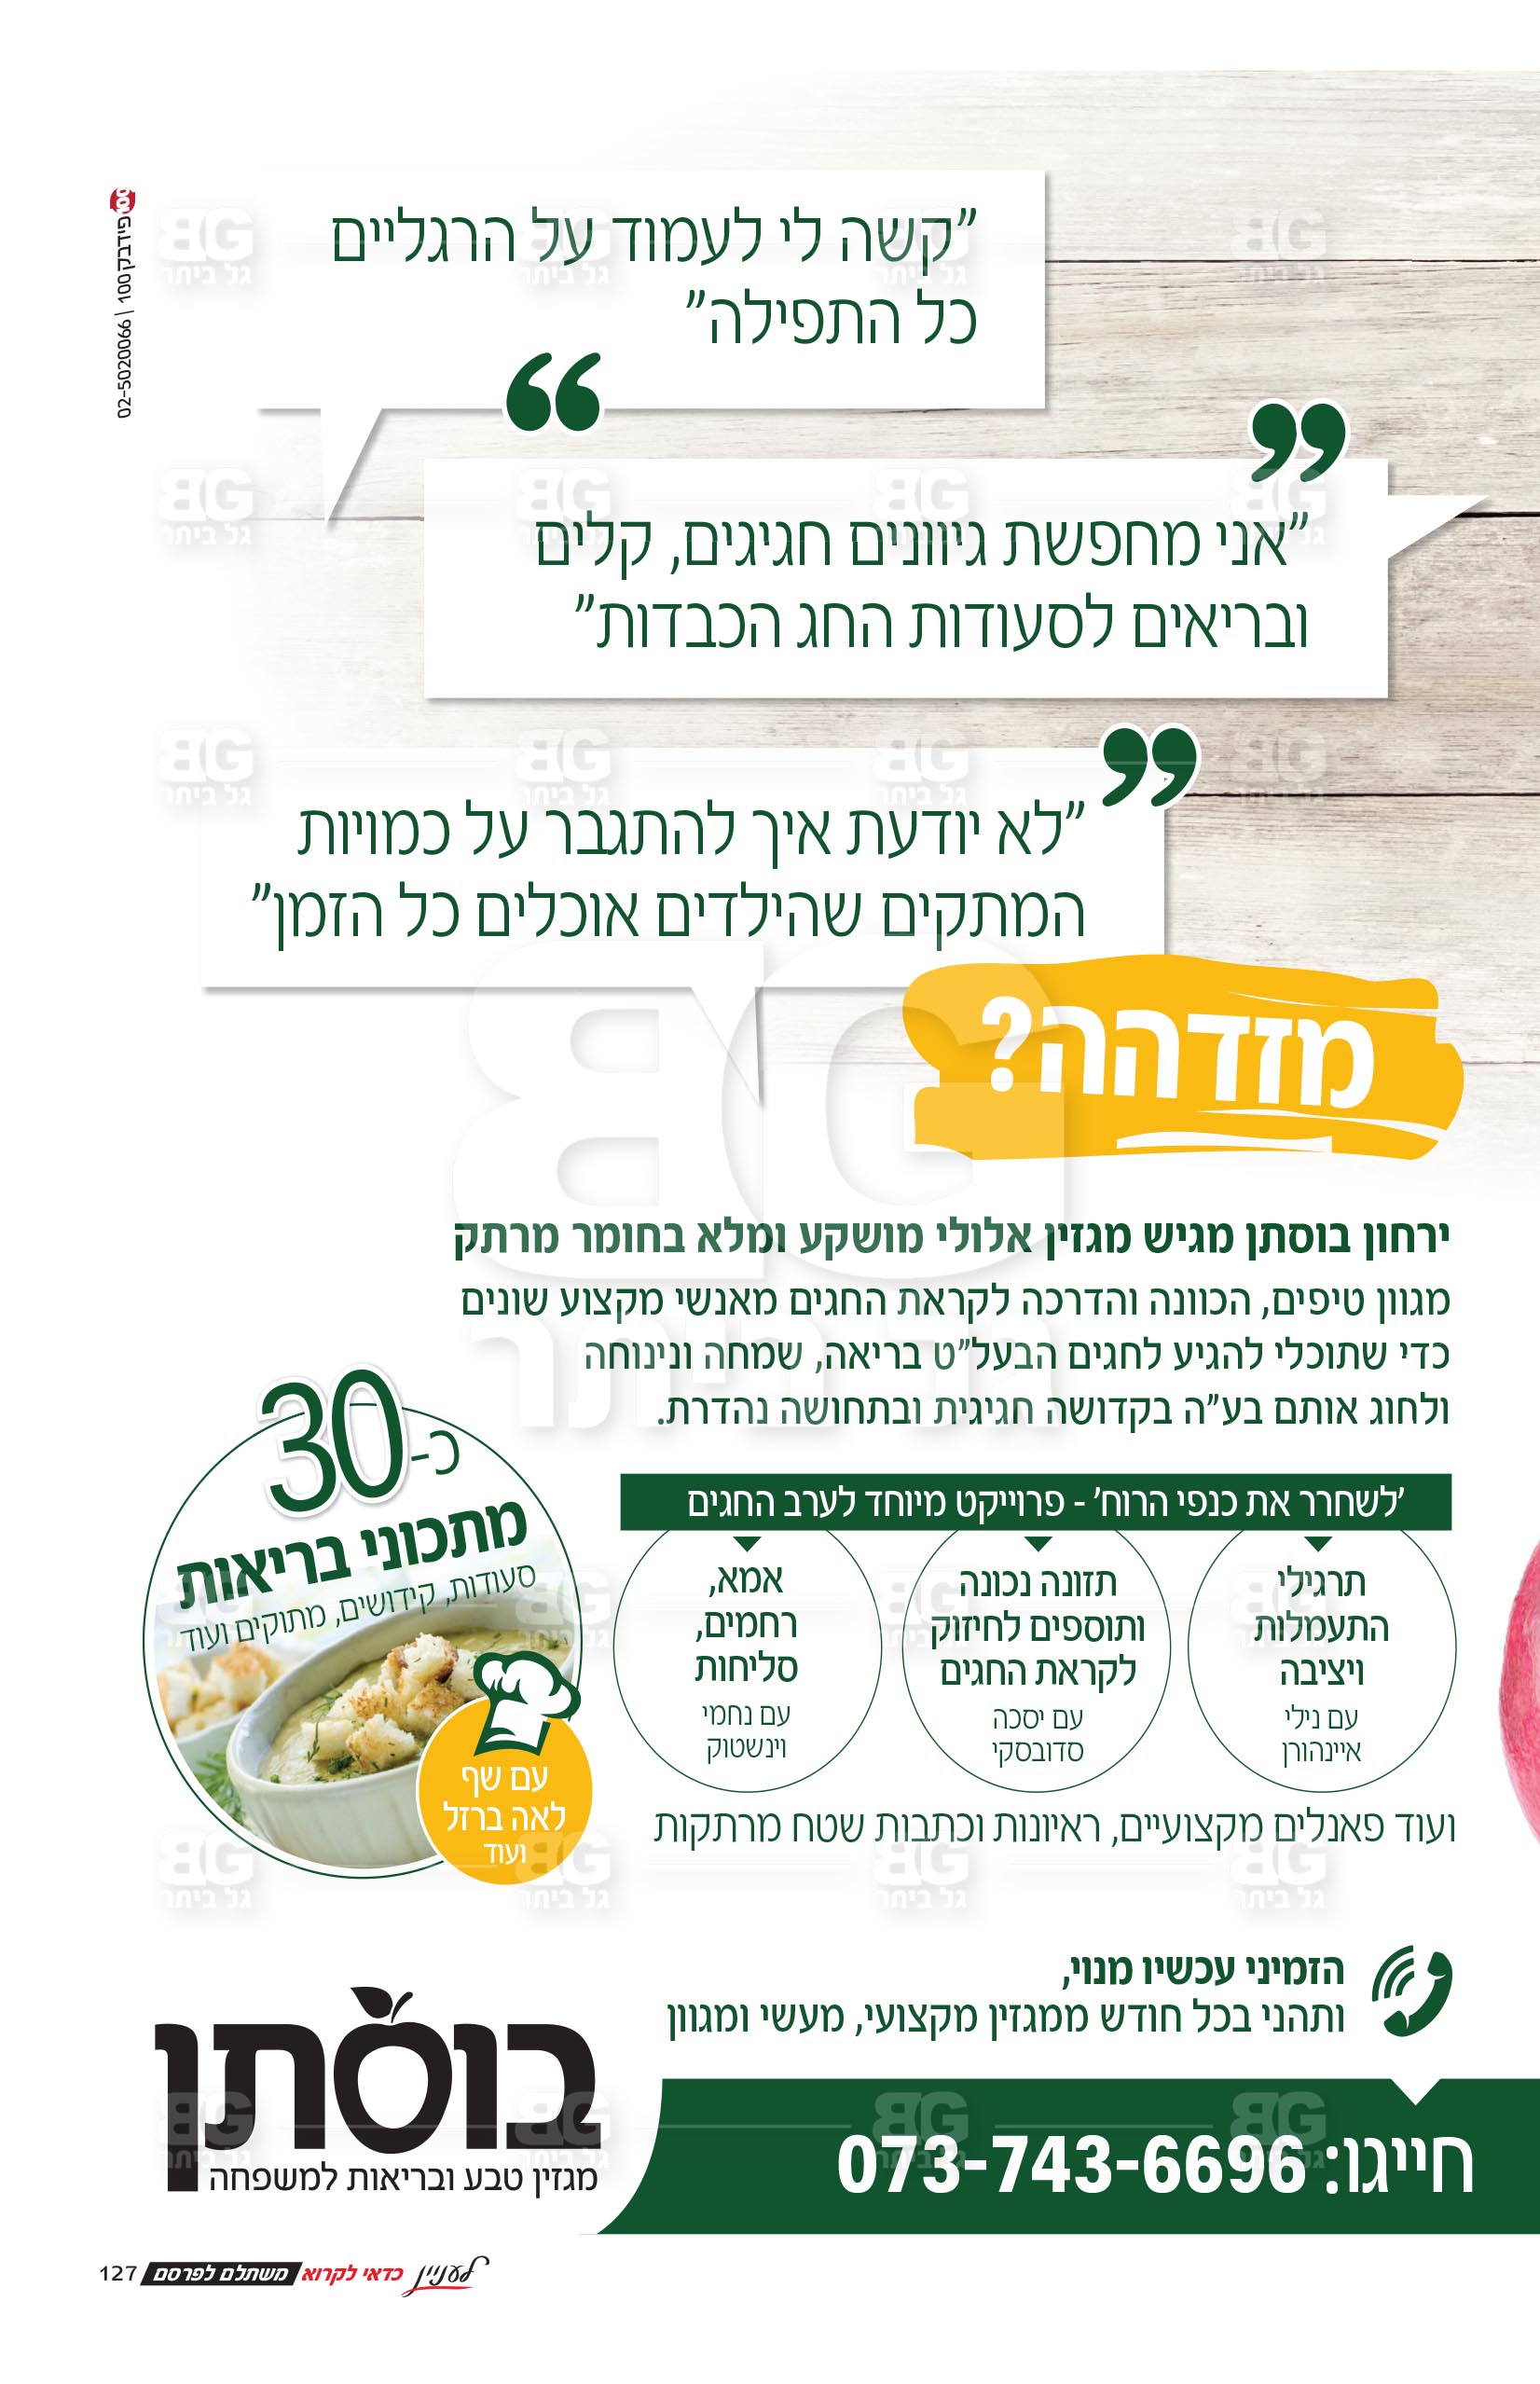 "קשה לי לעמוד על הרגליים
כל התפילה"
"אני מחפשת גיוונים חגיגים, קלים
ובריאים לסעודות החג הכבדות"
"לא יודעת איך להתגבר על כמויות
המתקים שהילדים אוכלים כל הזמן"
מזדהה?
ירחון בוסתן מגיש מגזין אלולי מושקע ומלא בחומר מרתק
מגוון טיפים, הכוונה והדרכה לקראת החגים מאנשי מקצוע שונים
כדי שתוכלי להגיע לחגים הבעל"ט בריאה, שמחה ונינוחה
ולחוג אותם בע"ה בקדושה חגיגית ובתחושה נהדרת.
'לשחרר את כנפי הרוח' - פרוייקט מיוחד לערב החגים
תרגילי
התעמלות
ויציבה
עם נילי
איינהורן
תזונה נכונה
ותוספים לחיזוק
לקראת החגים
עם יסכה
סדובסקי
אמא,
רחמים,
סליחות
עם נחמי
וינשטוק
ועוד פאנלים מקצועיים, ראיונות וכתבות שטח מרתקות
כ-30
מתכוני בריאות
סעודות, קידושים, מתוקים ועוד
עם שף
לאה ברזל
ועוד
הזמיני עכשיו מנוי,
ותהני בכל חודש ממגזין מקצועי, מעשי ומגוון
חייגו: 073-743-6696
בוסתן
מגזין טבע ובריאות למשפחה
לעניין כדאי לקרוא משתלם לפרסם 127
100 פידבק 100 | 02-5020066
BG
גל ביתר